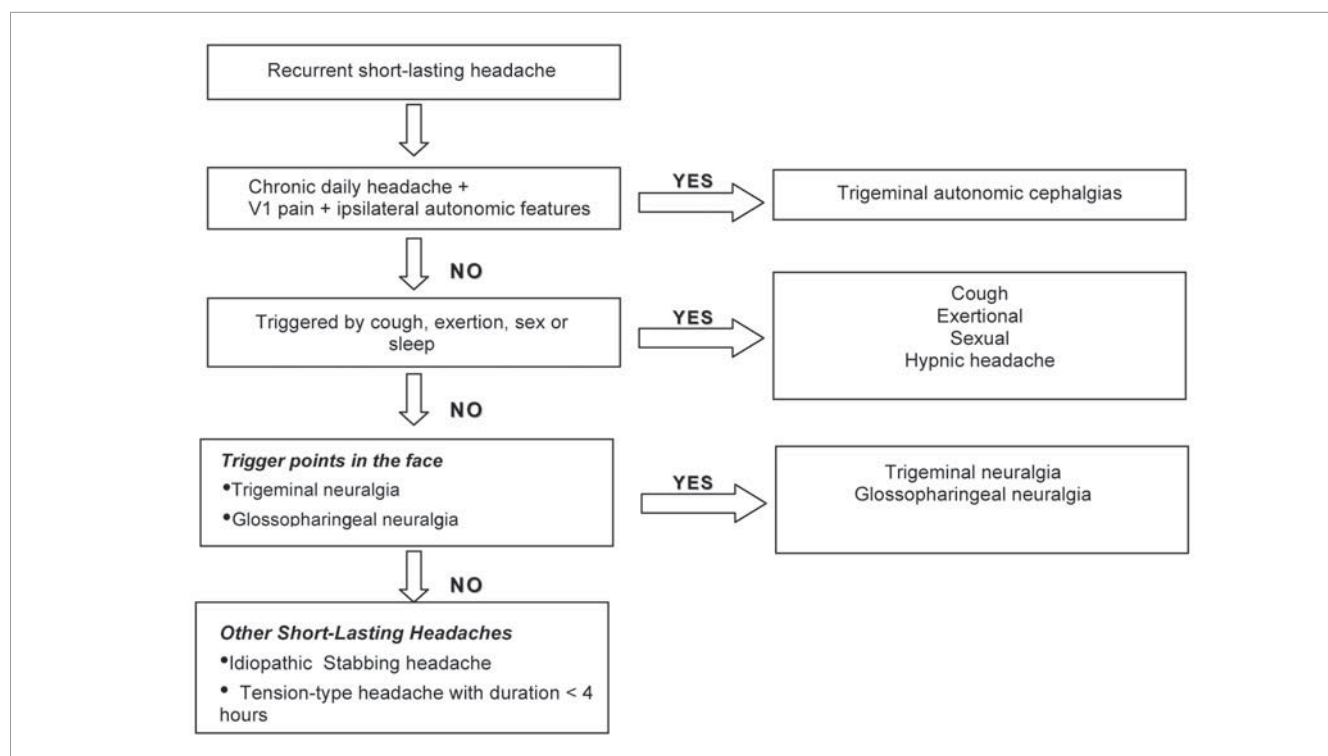 Recurrent short-lasting headache
Chronic daily headache +
V1 pain + ipsilateral autonomic features
YES
Trigeminal autonomic cephalgias
NO
Triggered by cough, exertion, sex or
sleep
YES
Cough
Exertional
Sexual
Hypnic headache
NO
Trigger points in the face
•Trigeminal neuralgia
•Glossopharingeal neuralgia
YES
Trigeminal neuralgia
Glossopharingeal neuralgia
NO
Other Short-Lasting Headaches
•Idiopathic Stabbing headache
• Tension-type headache with duration < 4
hours